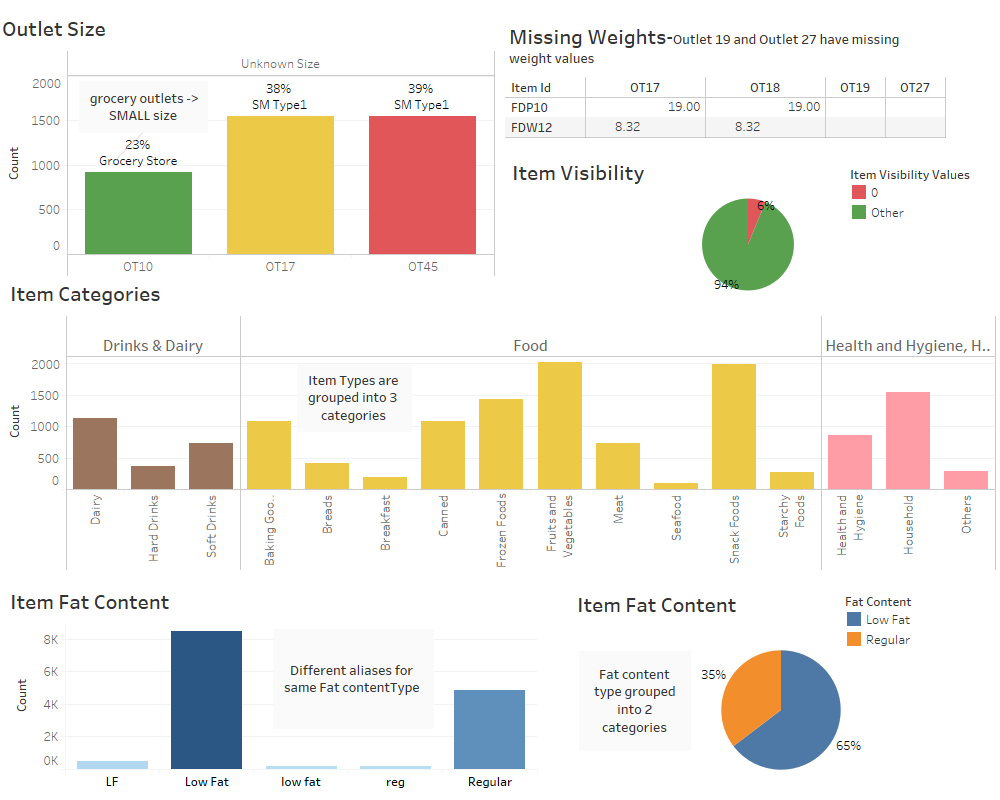 Outlet Size
Unknown Size
2000
1500
1000
500
0
Count
grocery outlets ->
SMALL size
23%
Grocery Store
38%
SM Type1
39%
SM Type1
OT10
OT17
OT45
Missing Weights-Outlet 19 and Outlet 27 have missing
weight values
Item Id OT17 OT18 OT19 OT27
FDP10 19.00 19.00
FDW12 8.32 8.32
Item Visibility
6%
94%
Item Visibility Values
0
Other
Item Categories
Drinks & Dairy
Food
Health and Hygiene, H..
2000
1500
1000
500
0
Count
Item Types are
grouped into 3
categories
Dairy
Hard Drinks
Soft Drinks
Baking Goo..
Breads
Breakfast
Canned
Frozen Foods
Fruits and
Vegetables
Meat
Seafood
Snack Foods
Starchy
Foods
Health and
Hygiene
Household
Others
Item Fat Content
8K
6K
4K
2K
0K
Count
Different aliases for
same Fat contentType
LF
Low Fat
low fat
reg
Regular
Item Fat Content
Fat content
type grouped
into 2
categories
35%
65%
Fat Content
Low Fat
Regular